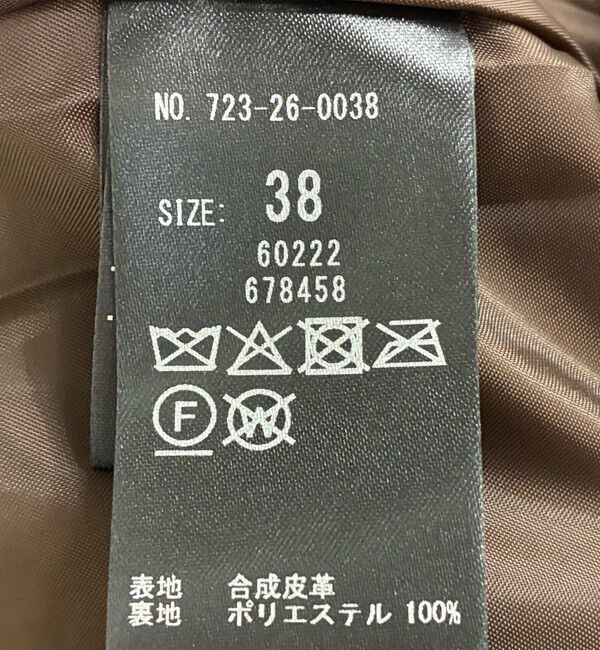 NO. 723-26-0038
SIZE: 38
60222
678458
F W
表地 合成皮革
裏地 ポリエステル 100%